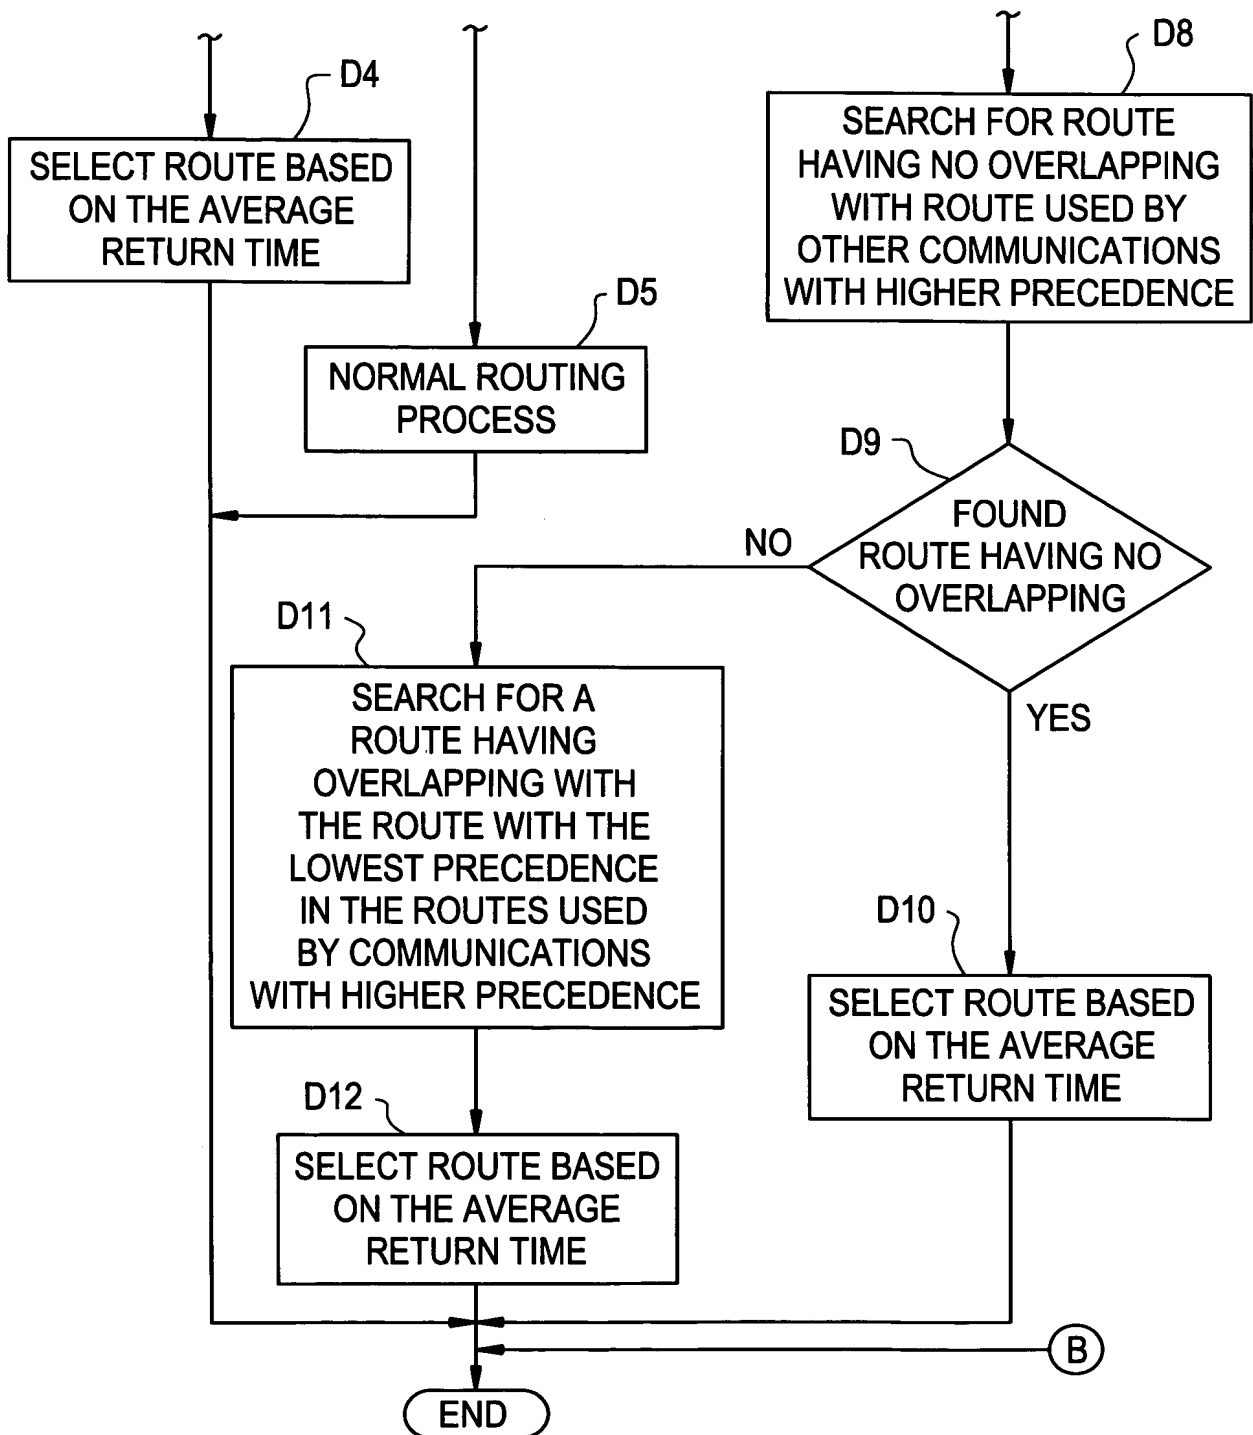 D4
SELECT ROUTE BASED
ON THE AVERAGE
RETURN TIME
D5
NORMAL ROUTING
PROCESS
D8
SEARCH FOR ROUTE
HAVING NO OVERLAPPING
WITH ROUTE USED BY
OTHER COMMUNICATIONS
WITH HIGHER PRECEDENCE
D9
FOUND
ROUTE HAVING NO
OVERLAPPING
NO
YES
D11
SEARCH FOR A
ROUTE HAVING
OVERLAPPING WITH
THE ROUTE WITH THE
LOWEST PRECEDENCE
IN THE ROUTES USED
BY COMMUNICATIONS
WITH HIGHER PRECEDENCE
D10
SELECT ROUTE BASED
ON THE AVERAGE
RETURN TIME
D12
SELECT ROUTE BASED
ON THE AVERAGE
RETURN TIME
B
END